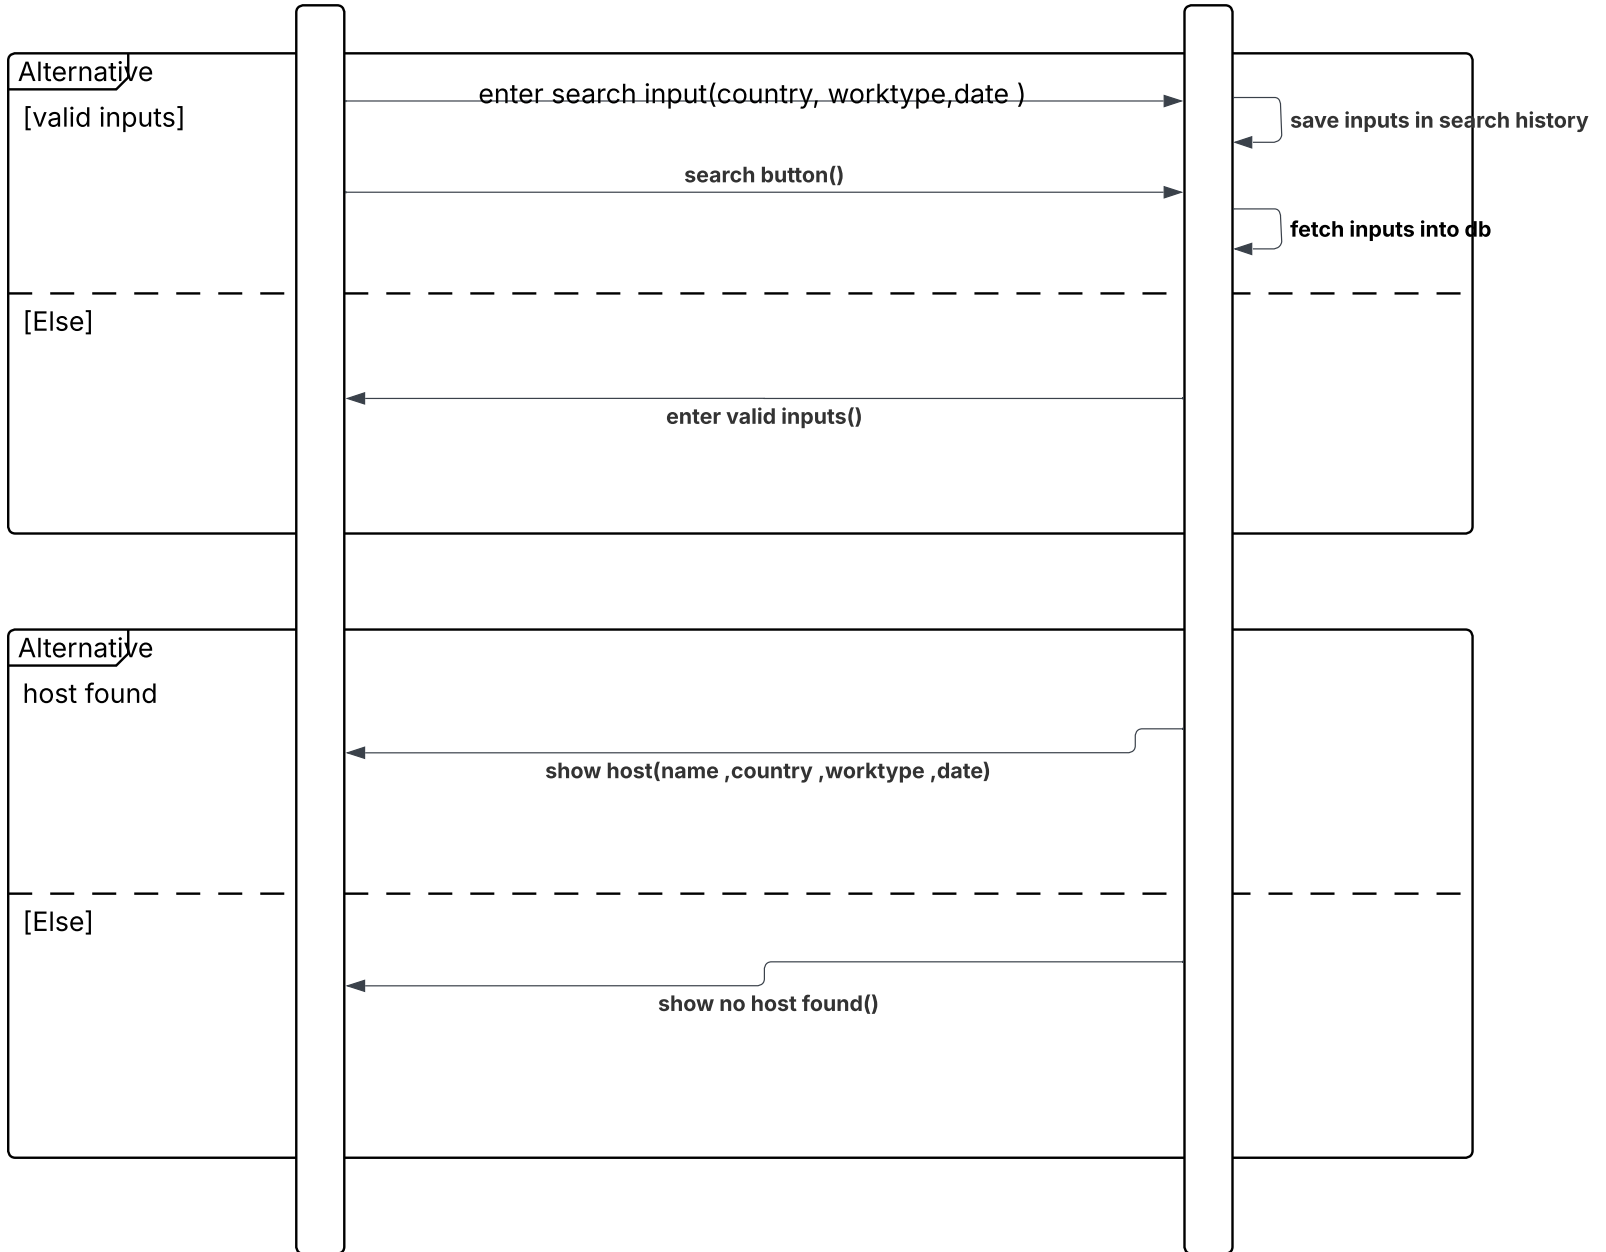 Alternative
[valid inputs]
enter search input(country, worktype,date )
save inputs in search history
search button()
fetch inputs into db
[Else]
enter valid inputs()
Alternative
host found
show host(name ,country ,worktype ,date)
[Else]
show no host found()